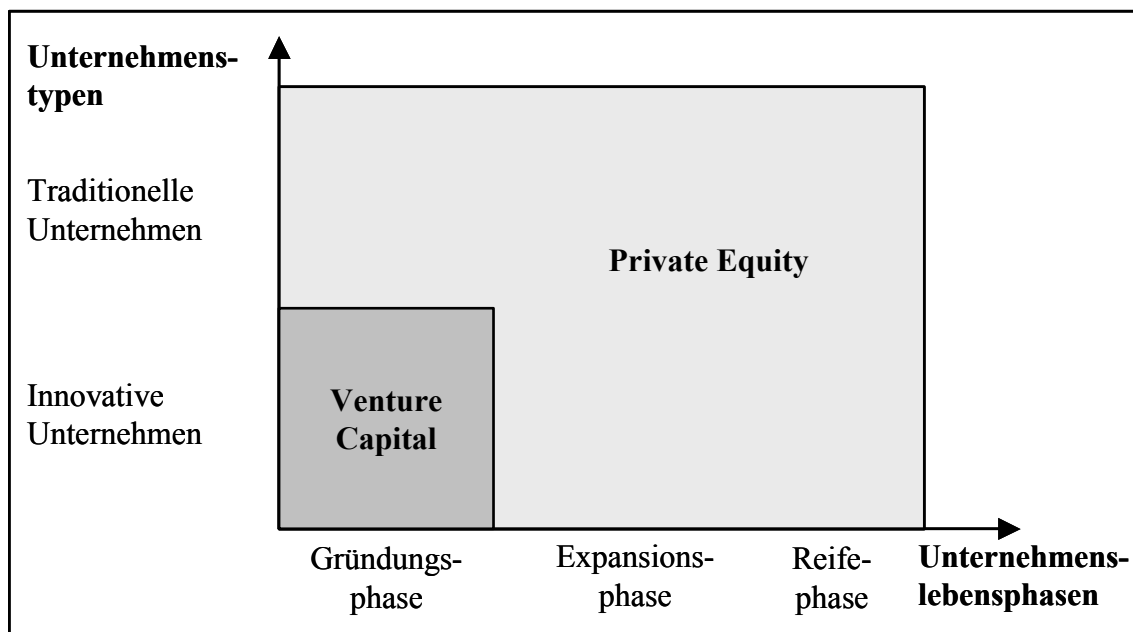 Unternehmens-
typen
Traditionelle
Unternehmen
Private Equity
Innovative
Unternehmen
Venture
Capital
Gründungs-
phase
Expansions-
phase
Reife-
phase
Unternehmens-
lebensphasen